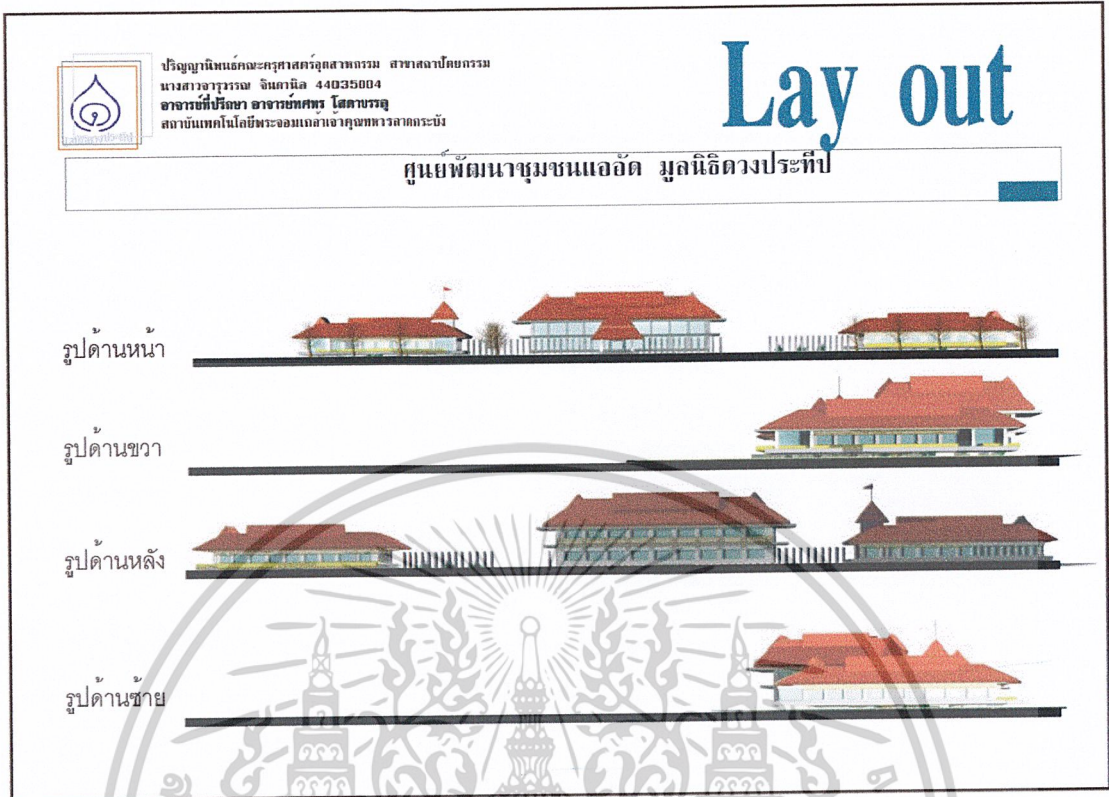 ปริญญานิพนธ์คณะครุศาสตร์อุตสาหกรรม สาขาสถาปัตยกรรม
นางสาวจารุวรรณ จินดานิล 44035004
อาจารย์ที่ปรึกษา อาจารย์ทศพร โสดาบรรลุ
สถาบันเทคโนโลยีพระจอมเกล้าเจ้าคุณทหารลาดกระบัง
Lay out
ศูนย์พัฒนาชุมชนแออัด มูลนิธิดวงประทีป
รูปด้านหน้า
รูปด้านขวา
รูปด้านหลัง
รูปด้านซ้าย